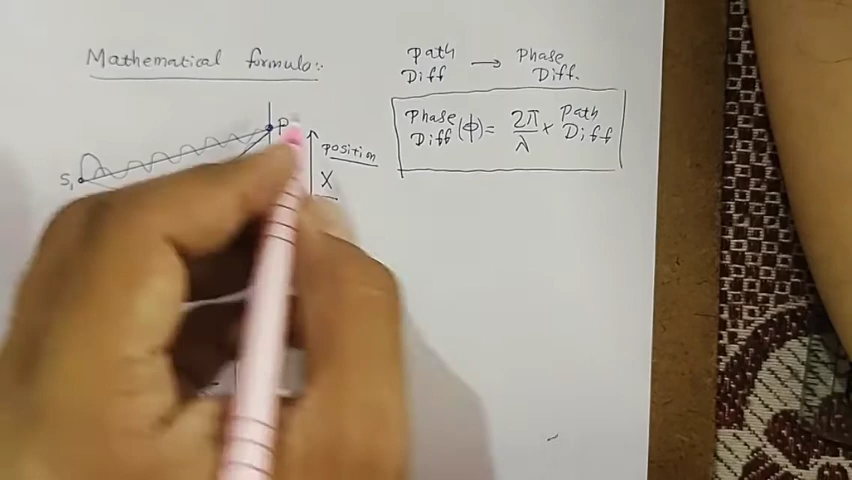 Mathematical formula:
Path Diff → Phase Diff.
Phase Diff (ϕ) = 2π/λ × Path Diff
P
position
X
S₁